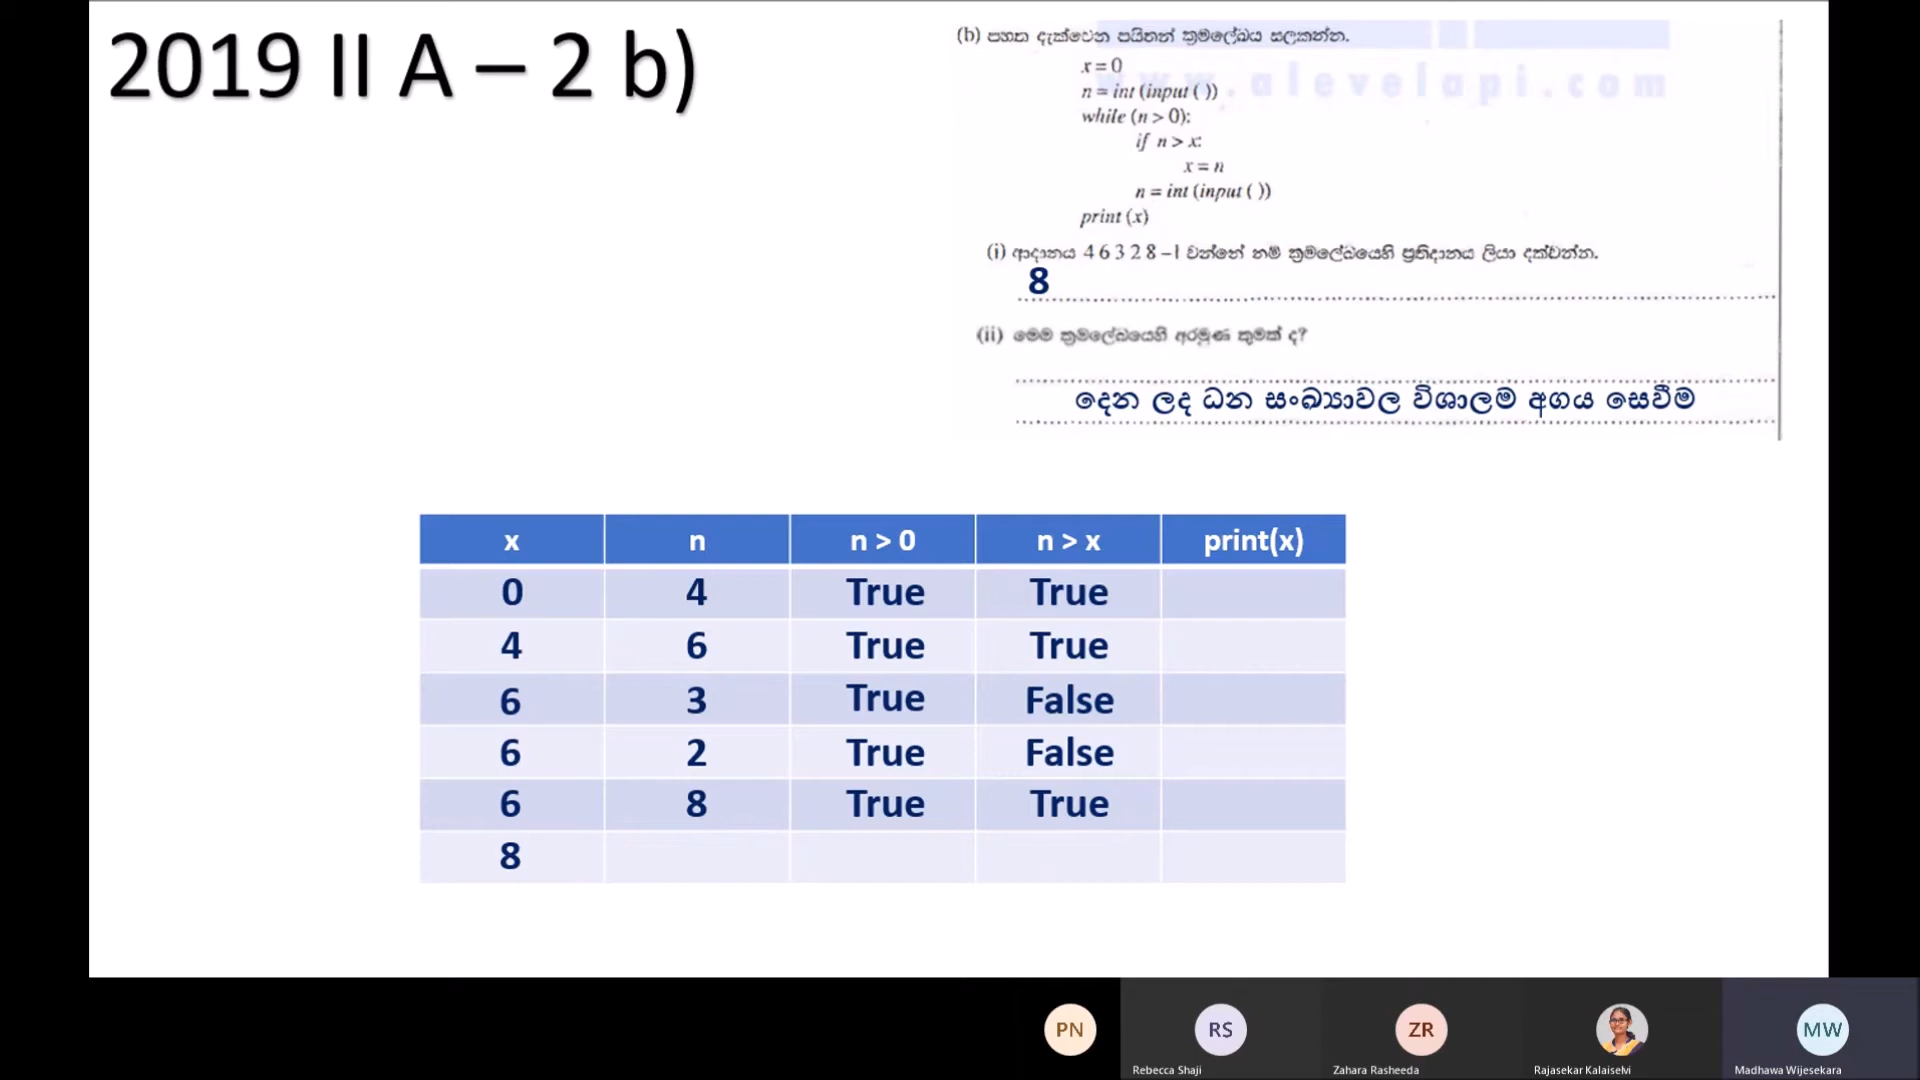 2019 II A – 2 b)
(b) පහත දැක්වෙන පයිතන් ක්‍රමලේඛය සලකන්න.
www.alevelapi.com
x = 0
n = int (input ( ))
while (n > 0):
if n > x:
x = n
n = int (input ( ))
print (x)
(i) ආදානය 4 6 3 2 8 –1 වන්නේ නම් ක්‍රමලේඛයෙහි ප්‍රතිදානය ලියා දක්වන්න.
8
(ii) මෙම ක්‍රමලේඛයෙහි අරමුණ කුමක් ද?
දෙන ලද ධන සංඛ්‍යාවල විශාලම අගය සෙවීම
x n n > 0 n > x print(x)
0 4 True True
4 6 True True
6 3 True False
6 2 True False
6 8 True True
8
PN RS ZR MW
Rebecca Shaji Zahara Rasheeda Rajasekar Kalaiselvi Madhawa Wijesekara